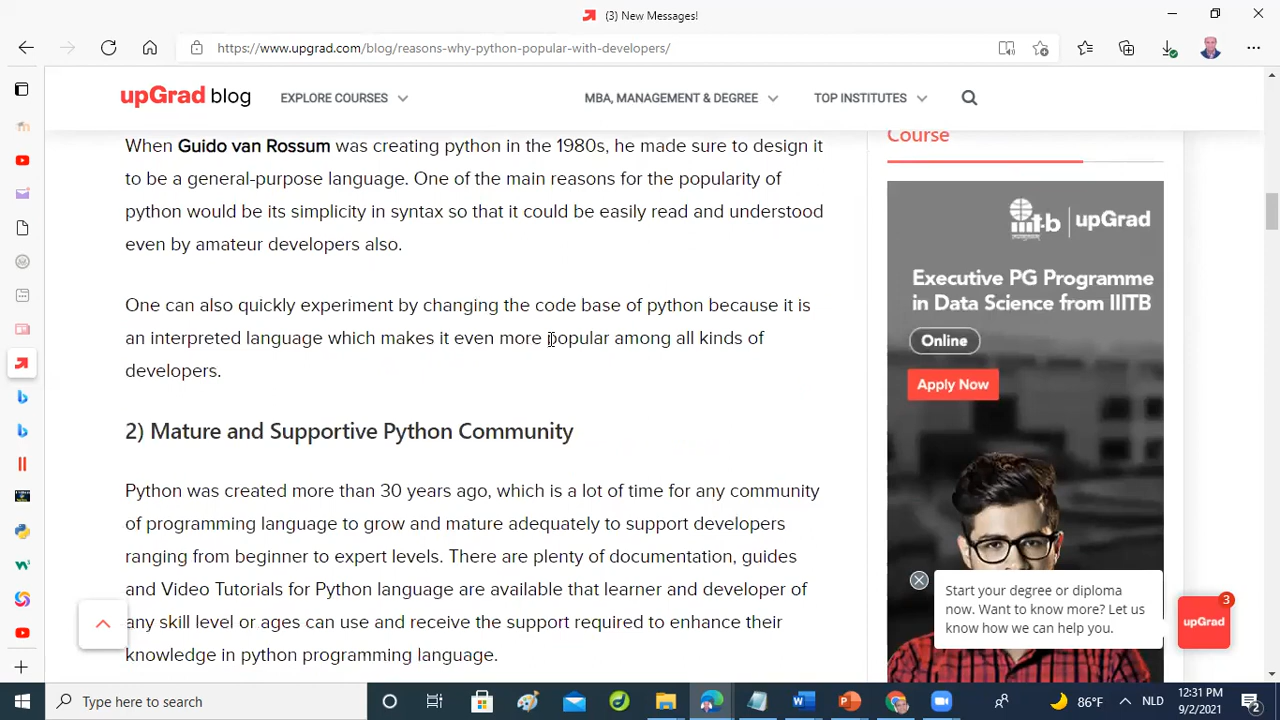 (3) New Messages!
https://www.upgrad.com/blog/reasons-why-python-popular-with-developers/
upGrad blog
EXPLORE COURSES
MBA, MANAGEMENT & DEGREE
TOP INSTITUTES
When Guido van Rossum was creating python in the 1980s, he made sure to design it
to be a general-purpose language. One of the main reasons for the popularity of
python would be its simplicity in syntax so that it could be easily read and understood
even by amateur developers also.
One can also quickly experiment by changing the code base of python because it is
an interpreted language which makes it even more popular among all kinds of
developers.
2) Mature and Supportive Python Community
Python was created more than 30 years ago, which is a lot of time for any community
of programming language to grow and mature adequately to support developers
ranging from beginner to expert levels. There are plenty of documentation, guides
and Video Tutorials for Python language are available that learner and developer of
any skill level or ages can use and receive the support required to enhance their
knowledge in python programming language.
Course
iiit-b upGrad
Executive PG Programme
in Data Science from IIITB
Online
Apply Now
Start your degree or diploma
now. Want to know more? Let us
know how we can help you.
3
upGrad
Type here to search
86°F
NLD
12:31 PM
9/2/2021
2